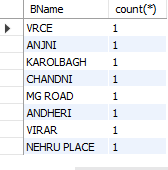 BName count(*)
VRCE 1
ANJNI 1
KAROLBAGH 1
CHANDNI 1
MG ROAD 1
ANDHERI 1
VIRAR 1
NEHRU PLACE 1